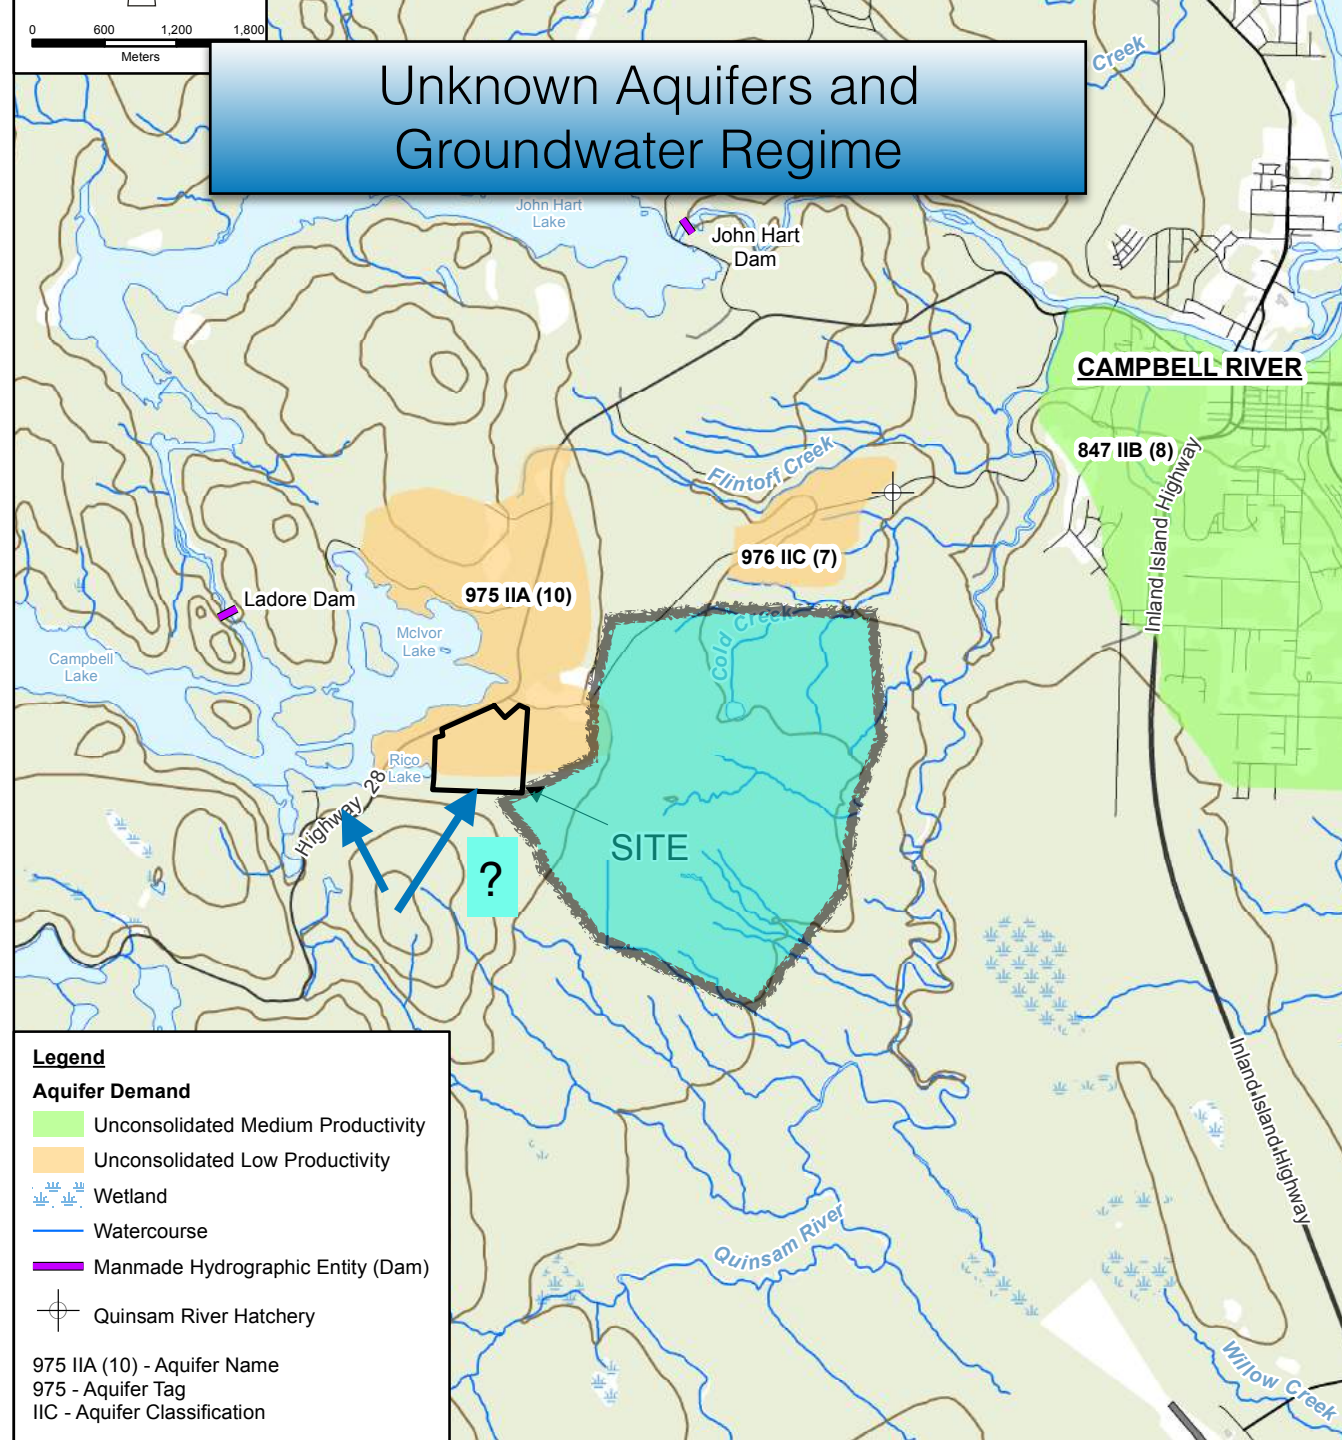 0 600 1,200 1,800
Meters
Unknown Aquifers and
Groundwater Regime
Creek
John Hart
Lake
John Hart
Dam
CAMPBELL RIVER
847 IIB (8)
Inland Island Highway
Flintoff Creek
976 IIC (7)
975 IIA (10)
Ladore Dam
McIvor
Lake
Campbell
Lake
Cold Creek
Rico
Lake
Highway 28
SITE
?
Inland Island Highway
Quinsam River
Willow Creek
Legend
Aquifer Demand
Unconsolidated Medium Productivity
Unconsolidated Low Productivity
Wetland
Watercourse
Manmade Hydrographic Entity (Dam)
Quinsam River Hatchery
975 IIA (10) - Aquifer Name
975 - Aquifer Tag
IIC - Aquifer Classification